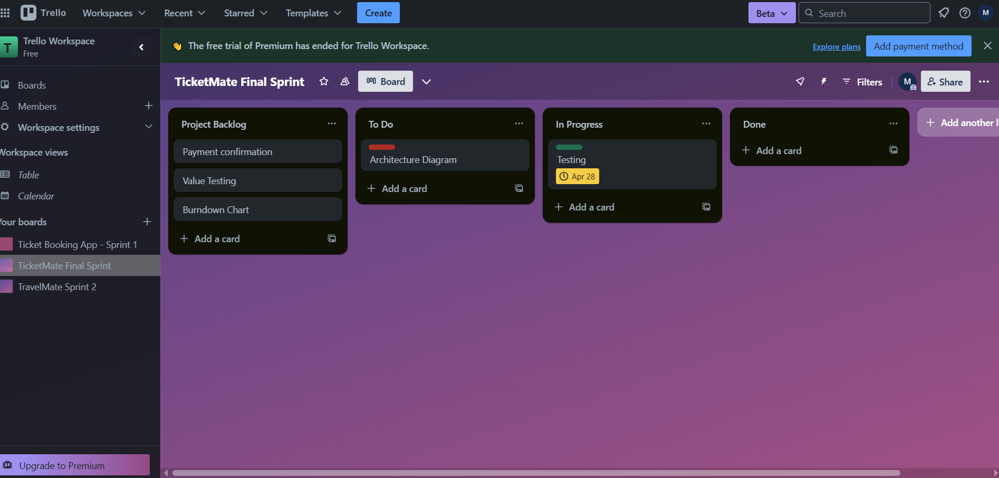 Trello
Workspaces
Recent
Starred
Templates
Create
Beta
Search
M
T
Trello Workspace
Free
The free trial of Premium has ended for Trello Workspace.
Explore plans
Add payment method
Boards
Members
Workspace settings
Workspace views
Table
Calendar
Your boards
Ticket Booking App - Sprint 1
TicketMate Final Sprint
TravelMate Sprint 2
Upgrade to Premium
TicketMate Final Sprint
Board
Filters
M
Share
Project Backlog
Payment confirmation
Value Testing
Burndown Chart
Add a card
To Do
Architecture Diagram
Add a card
In Progress
Testing
Apr 28
Add a card
Done
Add a card
Add another l